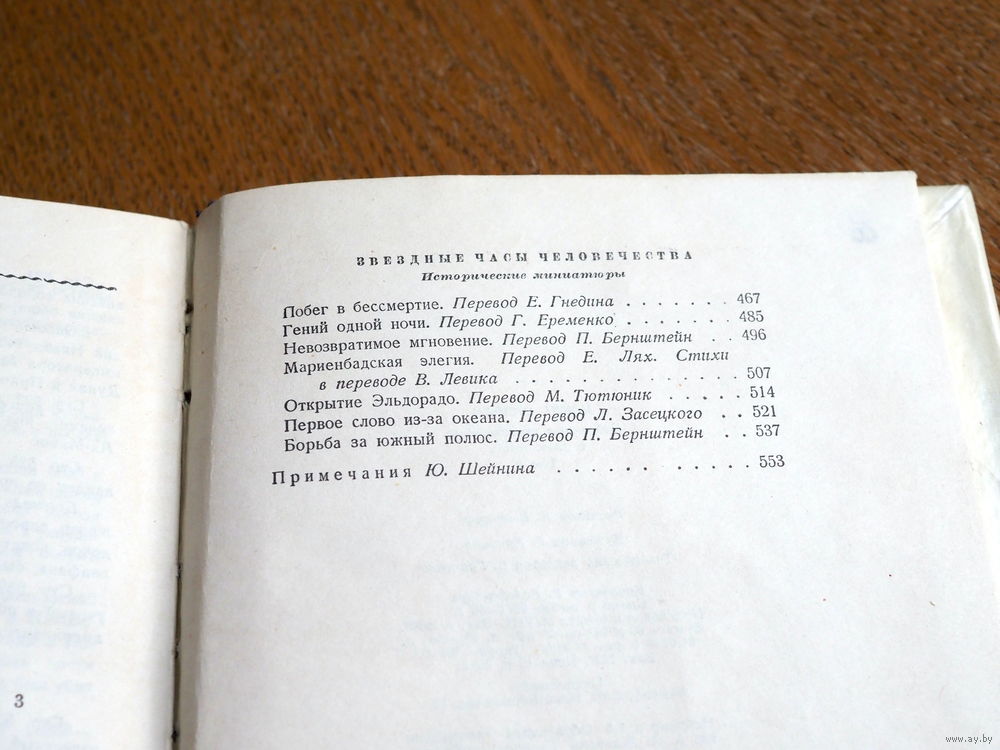 ЗВЕЗДНЫЕ ЧАСЫ ЧЕЛОВЕЧЕСТВА
Исторические миниатюры
Побег в бессмертие. Перевод Е. Гнедина . . . . . . . 467
Гений одной ночи. Перевод Г. Еременко . . . . . . . 485
Невозвратимое мгновение. Перевод П. Бернштейн . . 496
Мариенбадская элегия. Перевод Е. Лях. Стихи
в переводе В. Левика . . . . . . . . . . . . 507
Открытие Эльдорадо. Перевод М. Тютюник . . . . . 514
Первое слово из-за океана. Перевод Л. Засецкого . . 521
Борьба за южный полюс. Перевод П. Бернштейн . . 537
Примечания Ю. Шейнина . . . . . . . . . . . 553
3
www.ay.by